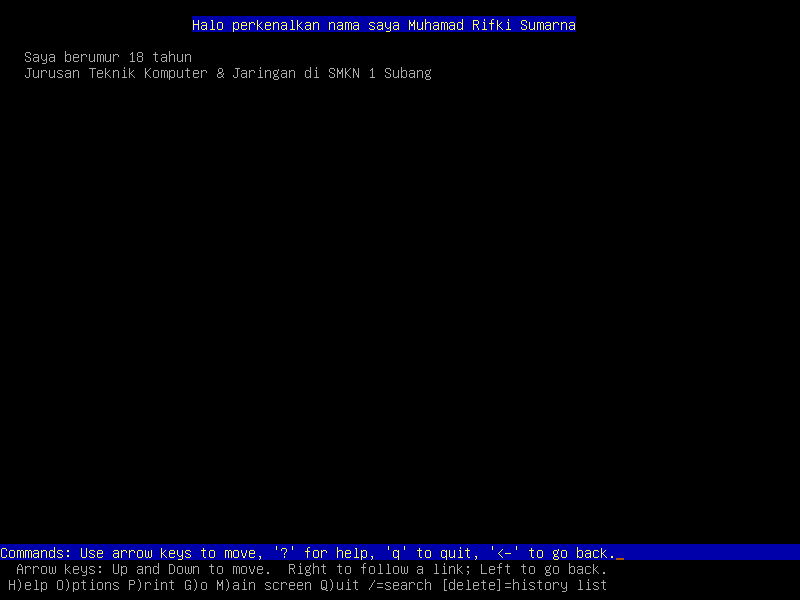 Halo perkenalkan nama saya Muhamad Rifki Sumarna
Saya berumur 18 tahun
Jurusan Teknik Komputer & Jaringan di SMKN 1 Subang
Commands: Use arrow keys to move, '?' for help, 'q' to quit, '<-' to go back.
Arrow keys: Up and Down to move.  Right to follow a link; Left to go back.
H)elp O)ptions P)rint G)o M)ain screen Q)uit /=search [delete]=history list